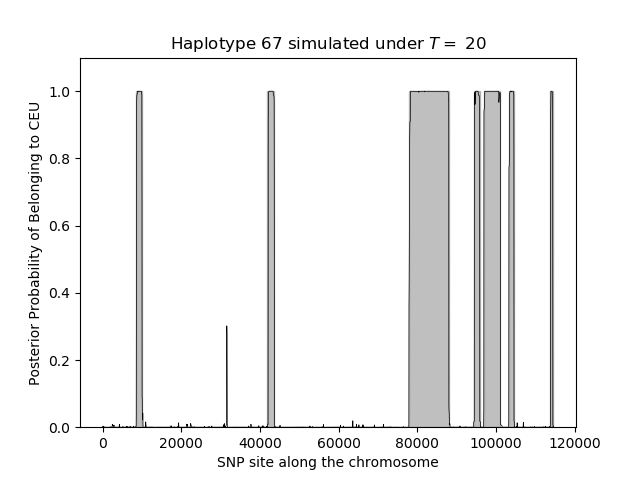 Haplotype 67 simulated under T = 20
Posterior Probability of Belonging to CEU
1.0
0.8
0.6
0.4
0.2
0.0
0 20000 40000 60000 80000 100000 120000
SNP site along the chromosome